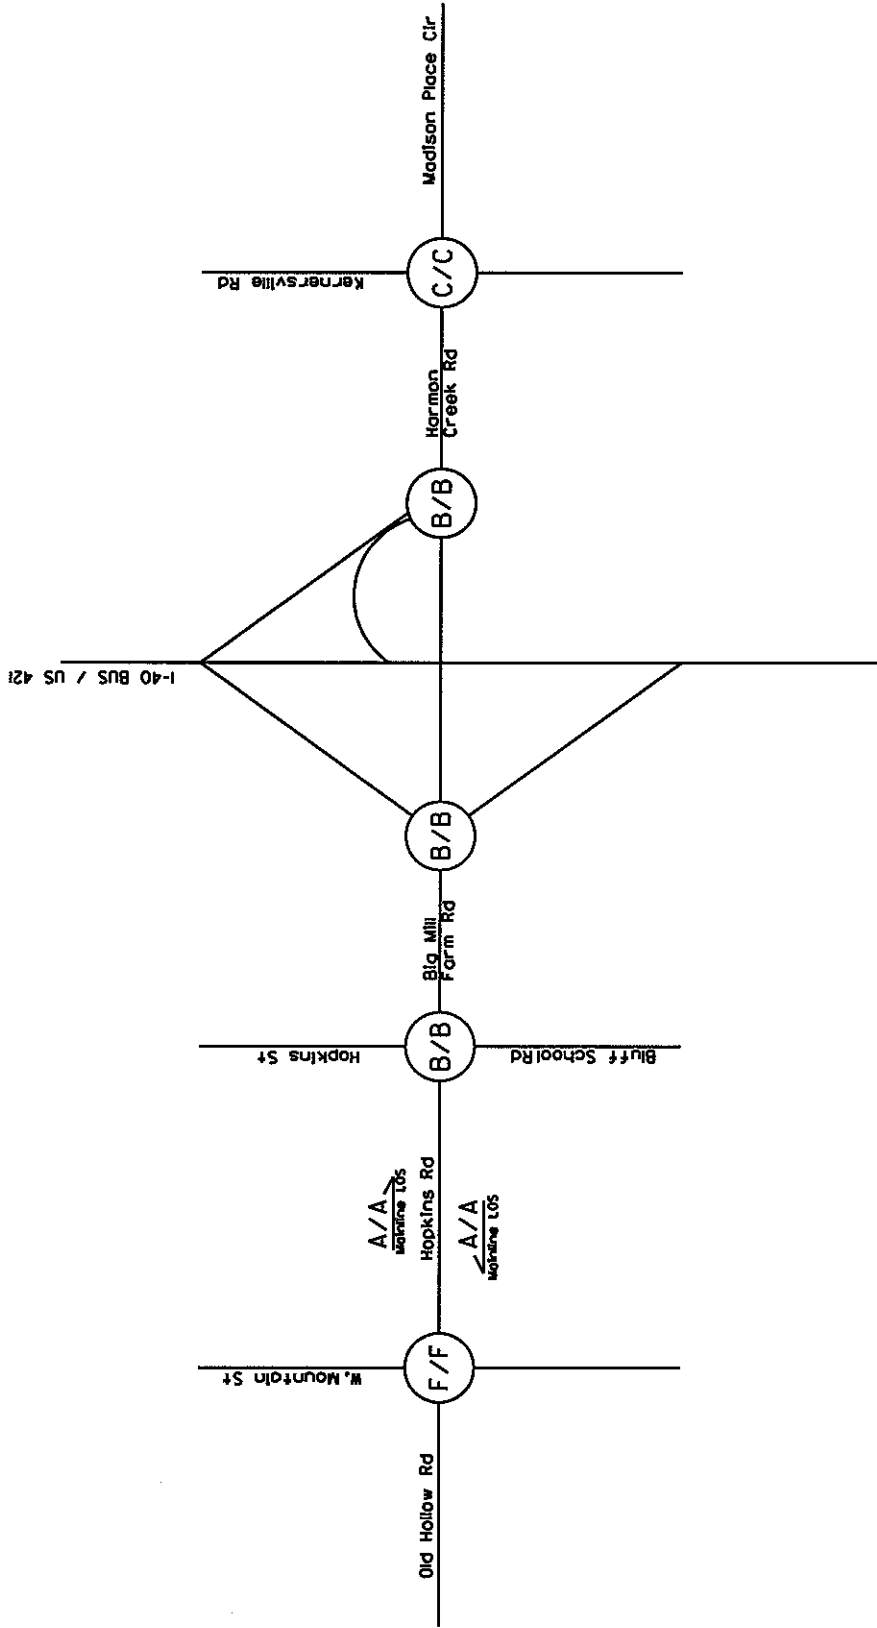 Madison Place Cir
Kernersville Rd
C/C
Harmon
Creek Rd
B/B
I-40 BUS / US 421
B/B
Big Mill
Farm Rd
Hopkins St
B/B
Bluff School Rd
A/A
Mainline LOS
Hopkins Rd
A/A
Mainline LOS
W. Mountain St
F/F
Old Hollow Rd